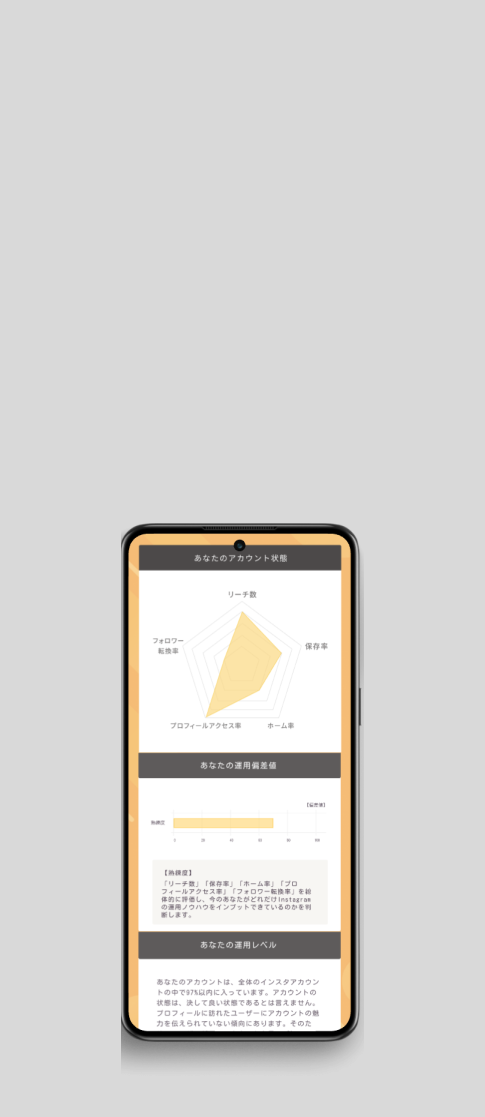 あなたのアカウント状態
リーチ数
フォロワー
転換率
保存率
プロフィールアクセス率
ホーム率
あなたの運用偏差値
【偏差値】
熟練度
0 20 40 60 80 100
【熟練度】
「リーチ数」「保存率」「ホーム率」「プロ
フィールアクセス率」「フォロワー転換率」を総
体的に評価し、今のあなたがどれだけInstagram
の運用ノウハウをインプットできているのかを判
断します。
あなたの運用レベル
あなたのアカウントは、全体のインスタアカウン
トの中で97%以内に入っています。アカウントの
状態は、決して良い状態であるとは言えません。
プロフィールに訪れたユーザーにアカウントの魅
力を伝えられていない傾向にあります。そのた